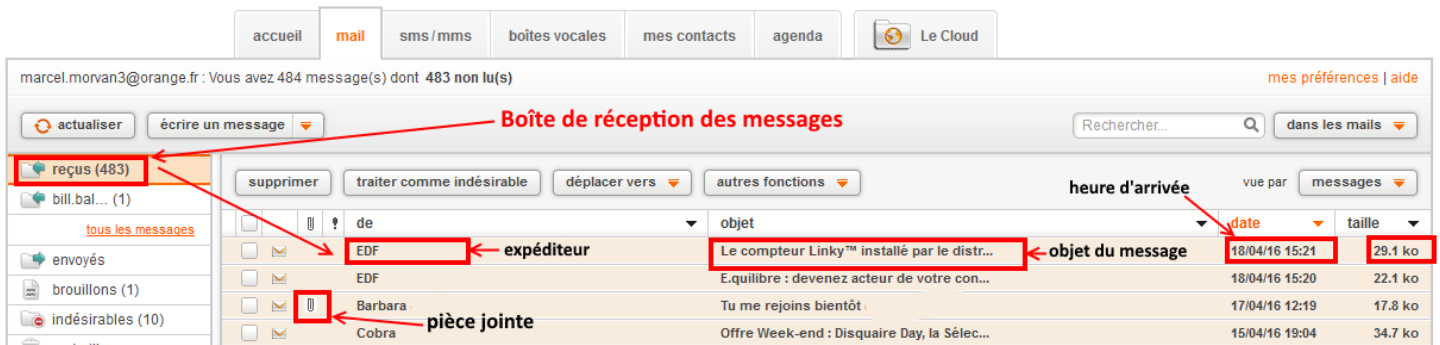 accueil mail sms/mms boîtes vocales mes contacts agenda Le Cloud
marcel.morvan3@orange.fr : Vous avez 484 message(s) dont 483 non lu(s) mes préférences | aide
actualiser écrire un message Boîte de réception des messages Rechercher... dans les mails
reçus (483)
supprimer traiter comme indésirable déplacer vers autres fonctions heure d'arrivée vue par messages
bill.bal... (1)
tous les messages
de objet date taille
EDF expéditeur Le compteur Linky™ installé par le distr... objet du message 18/04/16 15:21 29.1 ko
envoyés
EDF E.quilibre : devenez acteur de votre con... 18/04/16 15:20 22.1 ko
brouillons (1)
Barbara Tu me rejoins bientôt 17/04/16 12:19 17.8 ko
indésirables (10)
pièce jointe
Cobra Offre Week-end : Disquaire Day, la Sélec... 15/04/16 19:04 34.7 ko